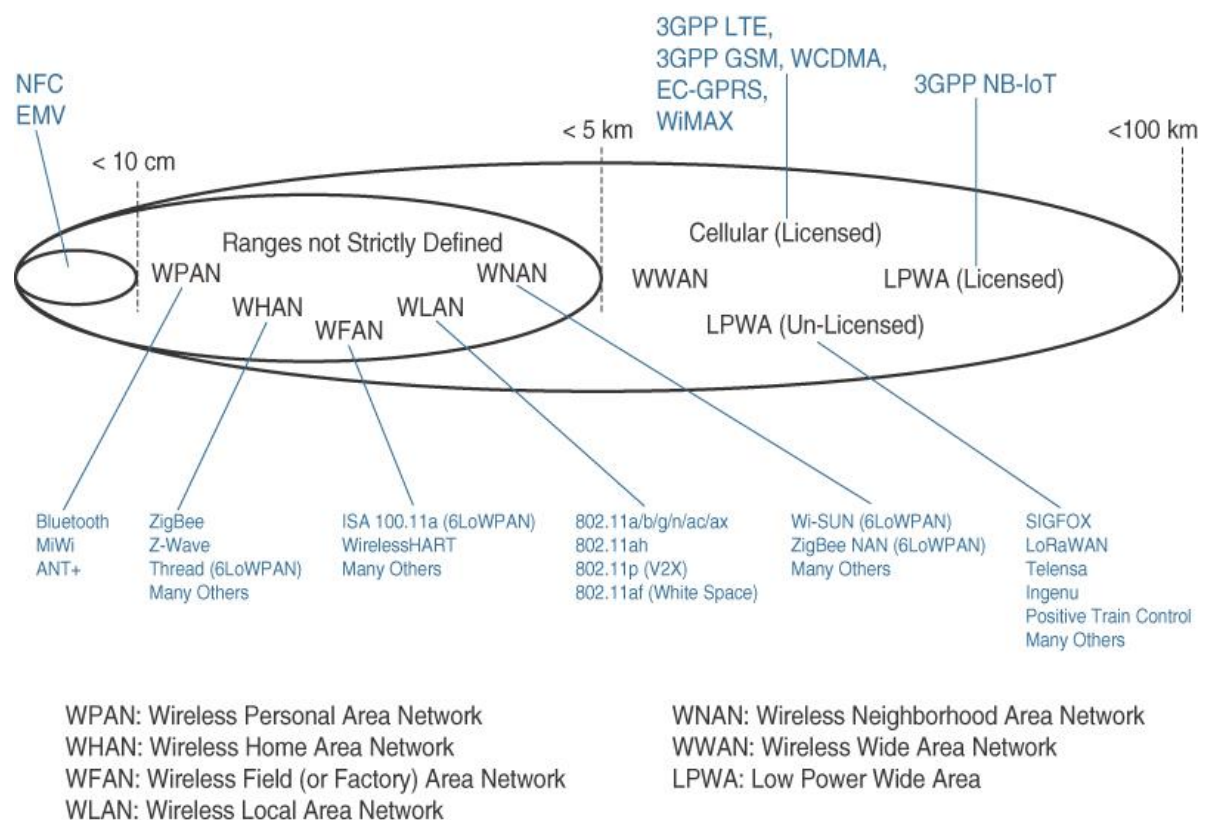 3GPP LTE,
3GPP GSM, WCDMA,
EC-GPRS,
WiMAX
3GPP NB-IoT
NFC
EMV
< 10 cm
< 5 km
<100 km
Ranges not Strictly Defined
Cellular (Licensed)
WPAN
WNAN
WWAN
LPWA (Licensed)
WHAN
WLAN
WFAN
LPWA (Un-Licensed)
Bluetooth
MiWi
ANT+
ZigBee
Z-Wave
Thread (6LoWPAN)
Many Others
ISA 100.11a (6LoWPAN)
WirelessHART
Many Others
802.11a/b/g/n/ac/ax
802.11ah
802.11p (V2X)
802.11af (White Space)
Wi-SUN (6LoWPAN)
ZigBee NAN (6LoWPAN)
Many Others
SIGFOX
LoRaWAN
Telensa
Ingenu
Positive Train Control
Many Others
WPAN: Wireless Personal Area Network
WHAN: Wireless Home Area Network
WFAN: Wireless Field (or Factory) Area Network
WLAN: Wireless Local Area Network
WNAN: Wireless Neighborhood Area Network
WWAN: Wireless Wide Area Network
LPWA: Low Power Wide Area